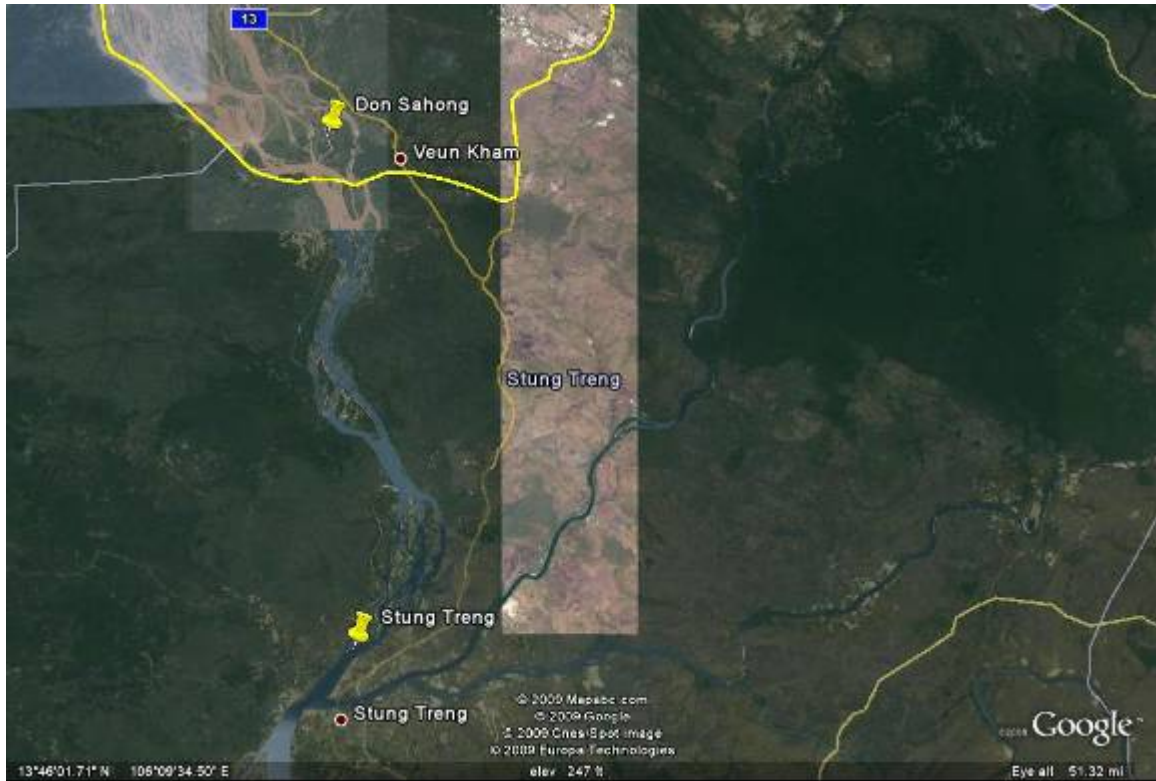 13
Don Sahong
Veun Kham
Stung Treng
Stung Treng
Stung Treng
© 2009 Mapabc.com
© 2009 Google
© 2009 Cnes/Spot Image
© 2009 Europa Technologies
Google
13°46'01.71" N 106°09'34.50" E
elev 247 ft
Eye alt 51.32 mi